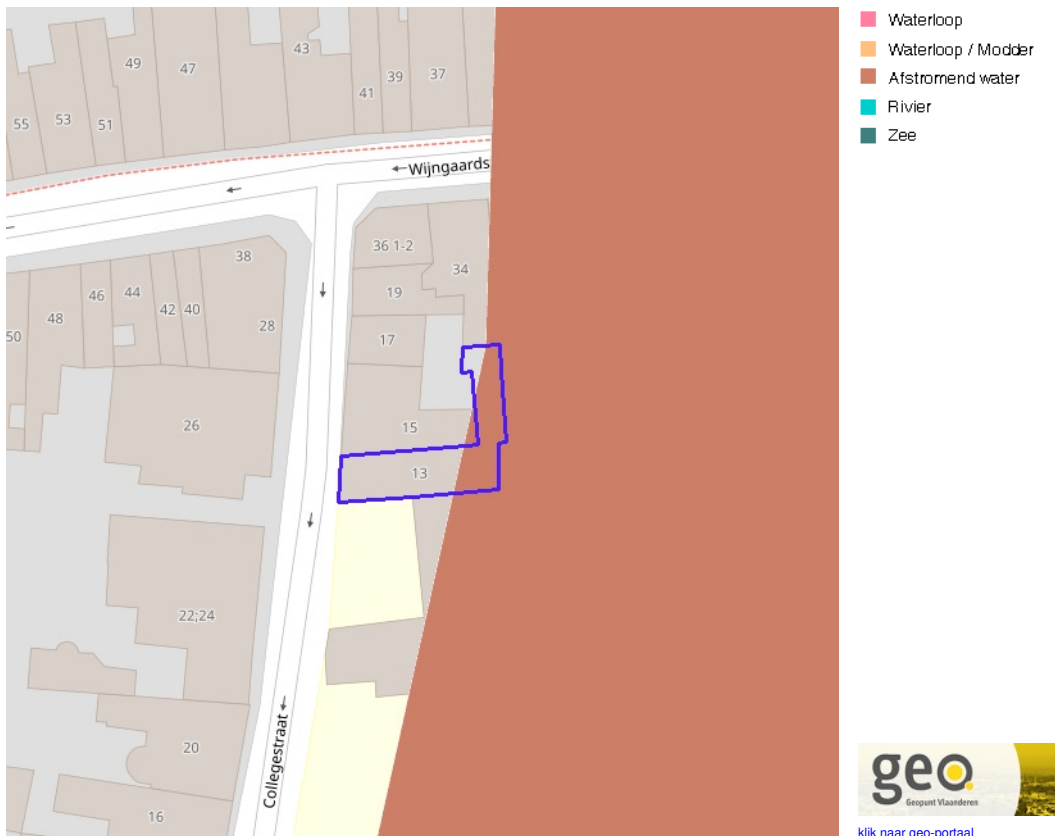 43
49
47
39
37
41
53
51
55
←Wijngaards
36 1-2
38
34
19
44
46
42
40
48
28
50
17
15
26
13
22;24
20
16
Collegestraat
Waterloop
Waterloop / Modder
Afstromend water
Rivier
Zee
geo.
Geopunt Vlaanderen
klik naar geo-portaal